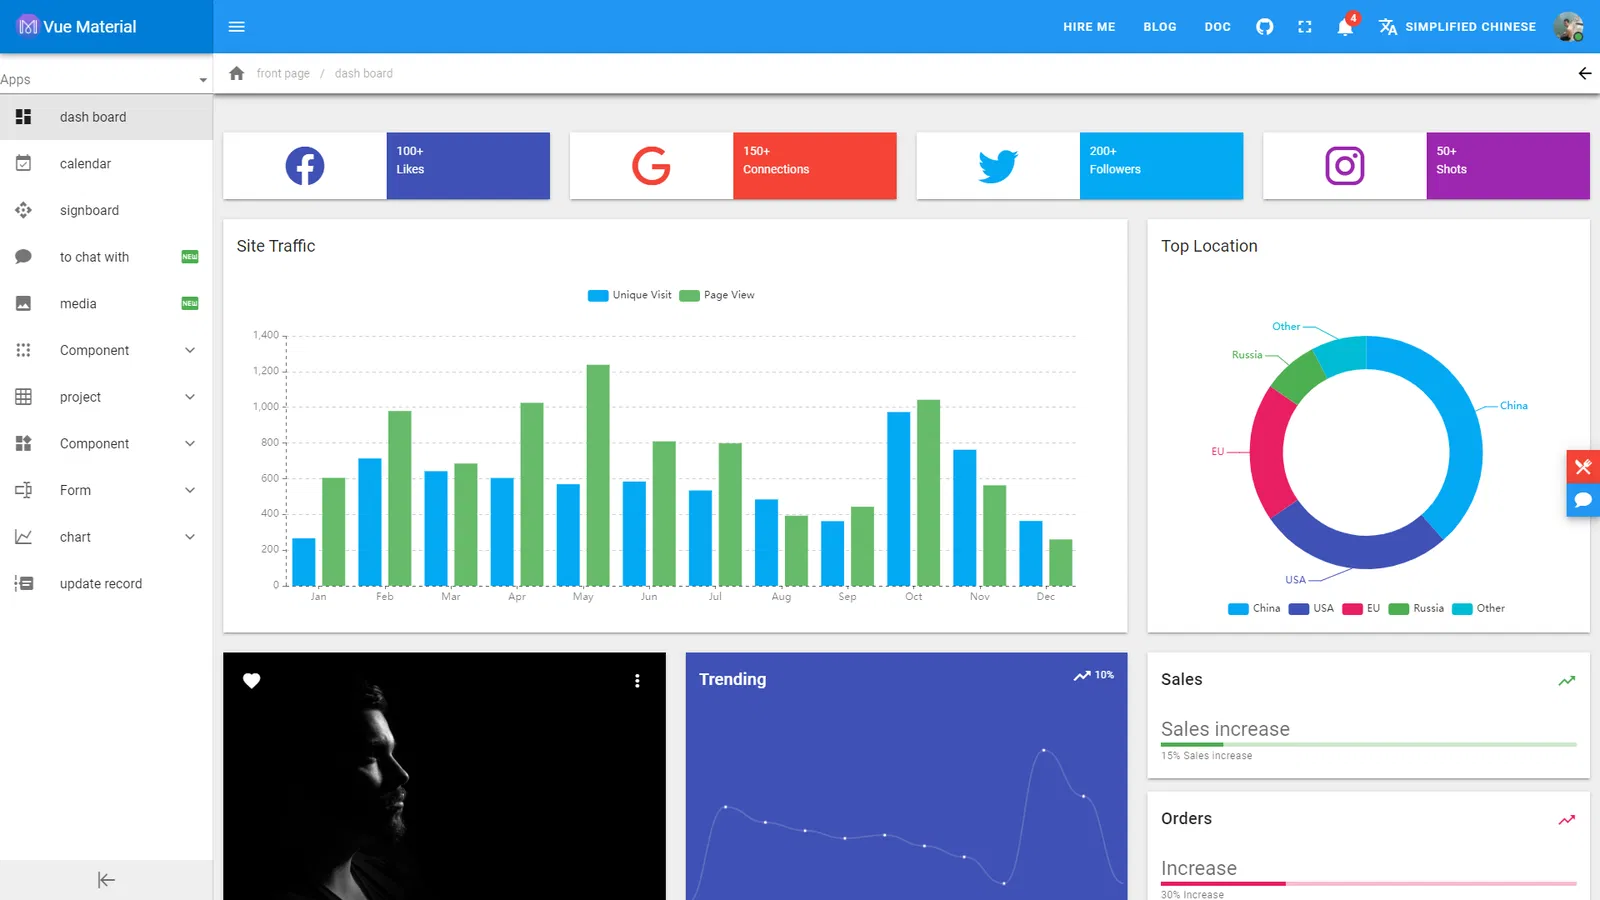 Vue Material
HIRE ME
BLOG
DOC
4
SIMPLIFIED CHINESE
Apps
front page / dash board
dash board
calendar
signboard
to chat with NEW
media NEW
Component
project
Component
Form
chart
update record
100+
Likes
150+
Connections
200+
Followers
50+
Shots
Site Traffic
Unique Visit Page View
1,400
1,200
1,000
800
600
400
200
0
Jan Feb Mar Apr May Jun Jul Aug Sep Oct Nov Dec
Top Location
Other
Russia
China
EU
USA
China USA EU Russia Other
Trending
10%
Sales
Sales increase
15% Sales increase
Orders
Increase
30% Increase